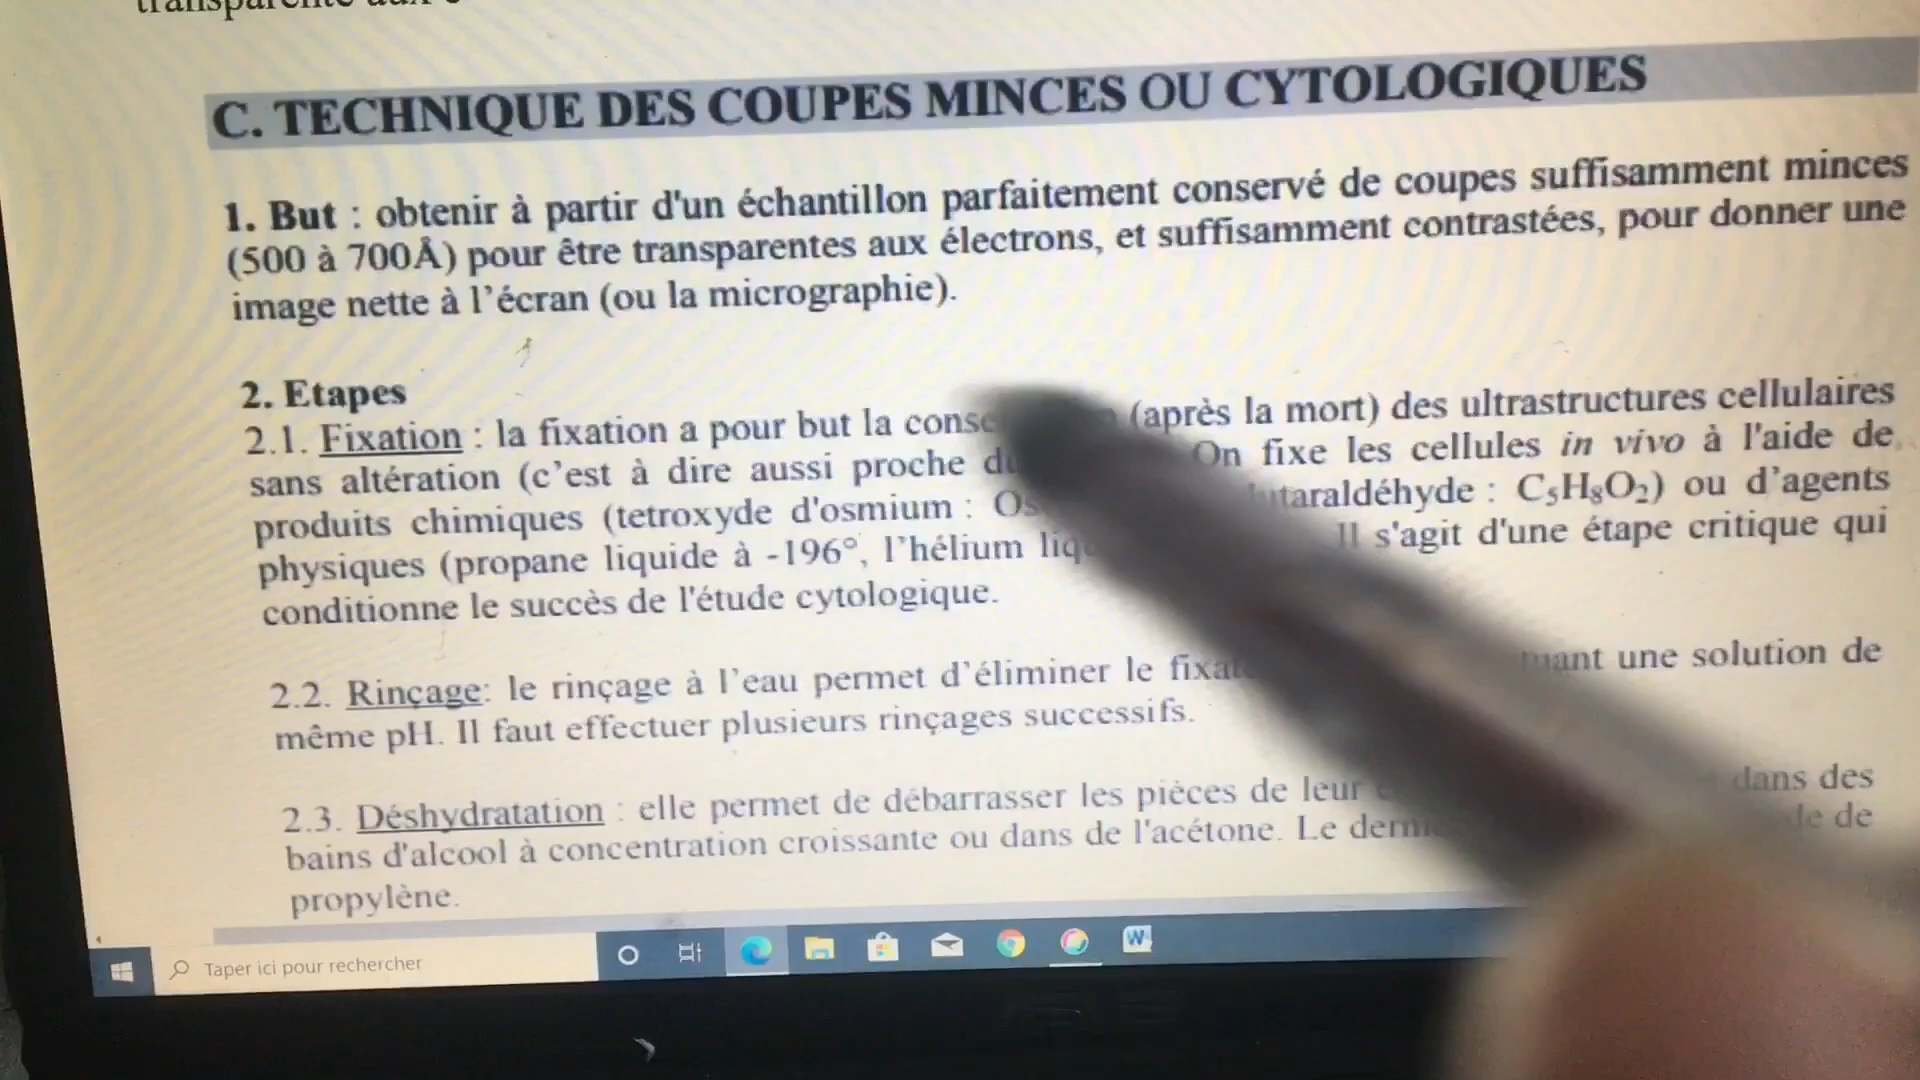 C. TECHNIQUE DES COUPES MINCES OU CYTOLOGIQUES
1. But : obtenir à partir d'un échantillon parfaitement conservé de coupes suffisamment minces
(500 à 700Å) pour être transparentes aux électrons, et suffisamment contrastées, pour donner une
image nette à l'écran (ou la micrographie).
2. Etapes
2.1. Fixation : la fixation a pour but la (après la mort) des ultrastructures cellulaires
sans altération (c'est à dire aussi proche On fixe les cellules in vivo à l'aide de
produits chimiques (tetroxyde d'osmium : C5H8O2) ou d'agents
physiques (propane liquide à -196°, l'hélium Il s'agit d'une étape critique qui
conditionne le succès de l'étude cytologique.
2.2. Rinçage: le rinçage à l'eau permet d'éliminer le une solution de
même pH. Il faut effectuer plusieurs rinçages successifs.
2.3. Déshydratation : elle permet de débarrasser les pièces de leur dans des
bains d'alcool à concentration croissante ou dans de l'acétone. Le de
propylène.
Taper ici pour rechercher
W